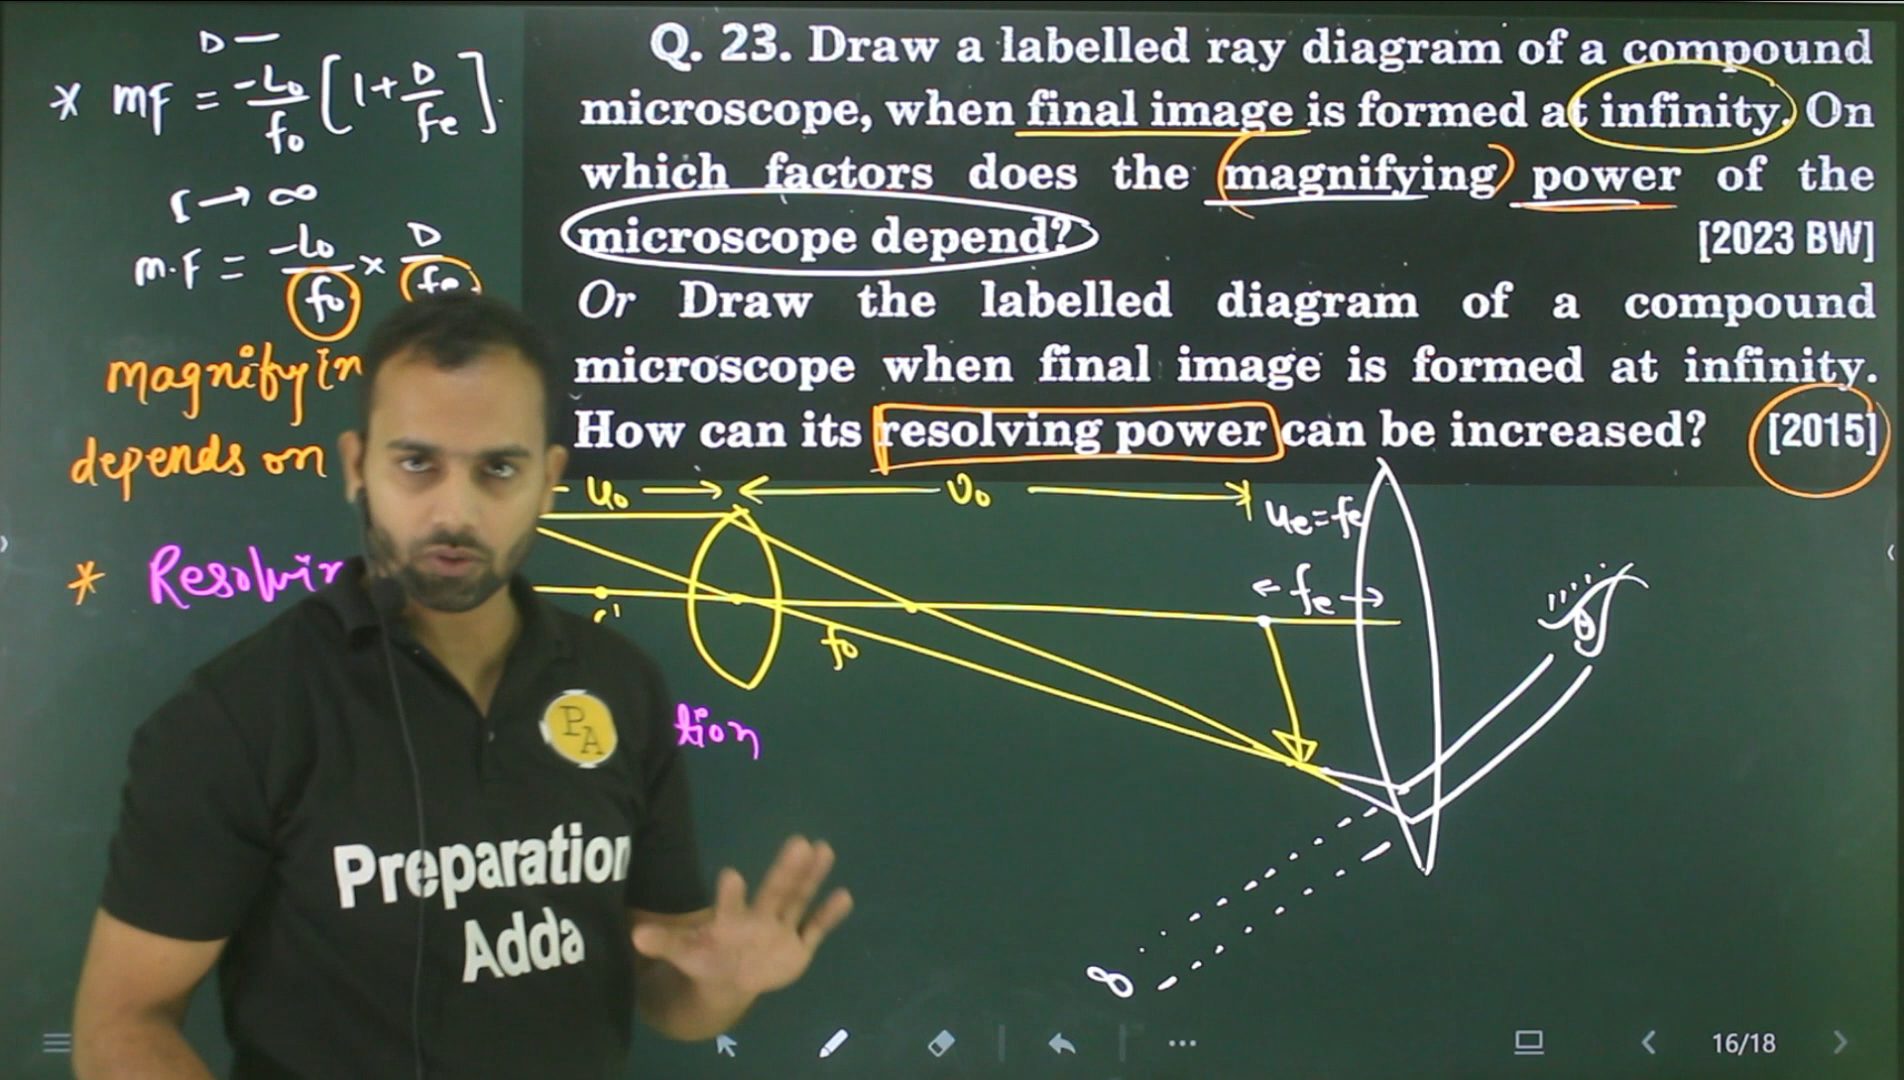 D —
* mF = -L₀/f₀ [1+D/fe].
I → ∞
m.F = -L₀/f₀ × D/fe
magnifyin
depends on
* Resolvin
tion
Q. 23. Draw a labelled ray diagram of a compound
microscope, when final image is formed at infinity. On
which factors does the magnifying power of the
microscope depend? [2023 BW]
Or Draw the labelled diagram of a compound
microscope when final image is formed at infinity.
How can its resolving power can be increased? [2015]
u₀ v₀
ue=fe
fe
f₀
θ
∞
PA
Preparation
Adda
16/18